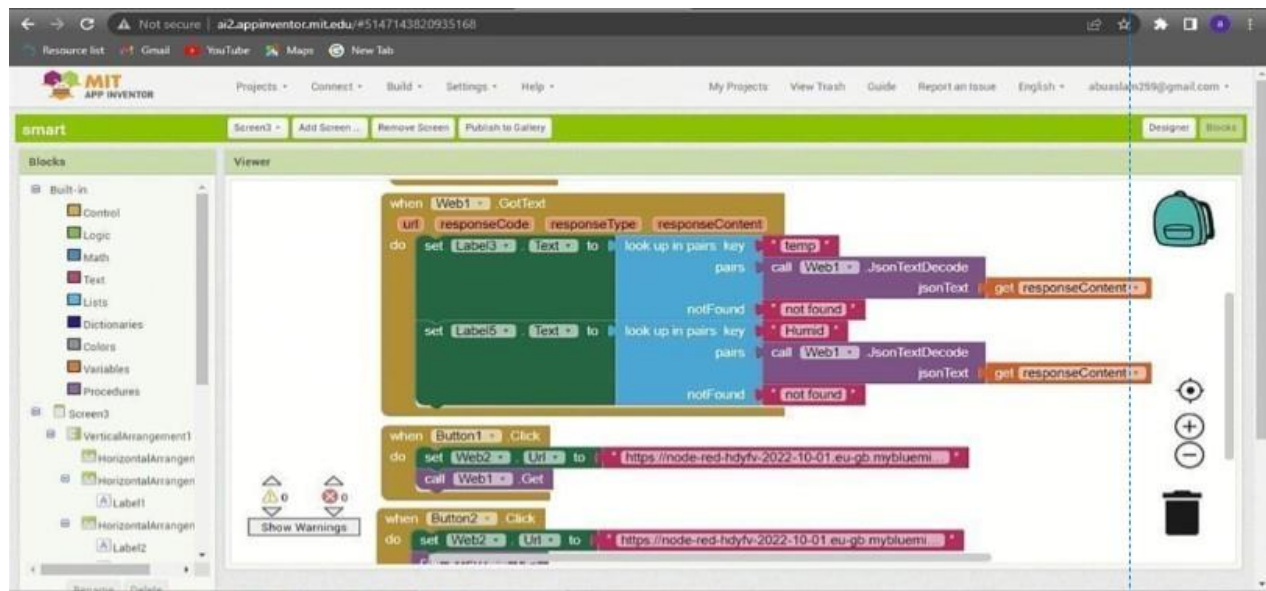 Not secure | ai2.appinventor.mit.edu/#5147143820935168
Resource list Gmail YouTube Maps New Tab
MIT APP INVENTOR Projects Connect Build Settings Help My Projects View Trash Guide Report an Issue English abuaslam299@gmail.com
smart Screen3 Add Screen ... Remove Screen Publish to Gallery Designer Blocks
Blocks Viewer
Built-in
Control
Logic
Math
Text
Lists
Dictionaries
Colors
Variables
Procedures
Screen3
VerticalArrangement1
HorizontalArrangen
HorizontalArrangen
Label1
HorizontalArrangen
Label2
Rename Delete
when Web1 .GotText
url responseCode responseType responseContent
do set Label3 . Text to look up in pairs key " temp "
pairs call Web1 .JsonTextDecode
jsonText get responseContent
notFound " not found "
set Label5 . Text to look up in pairs key " Humid "
pairs call Web1 .JsonTextDecode
jsonText get responseContent
notFound " not found "
when Button1 .Click
do set Web2 . Url to " https://node-red-hdyfv-2022-10-01.eu-gb.mybluemi... "
call Web1 .Get
when Button2 .Click
do set Web2 . Url to " https://node-red-hdyfv-2022-10-01.eu-gb.mybluemi... "
0 0
Show Warnings